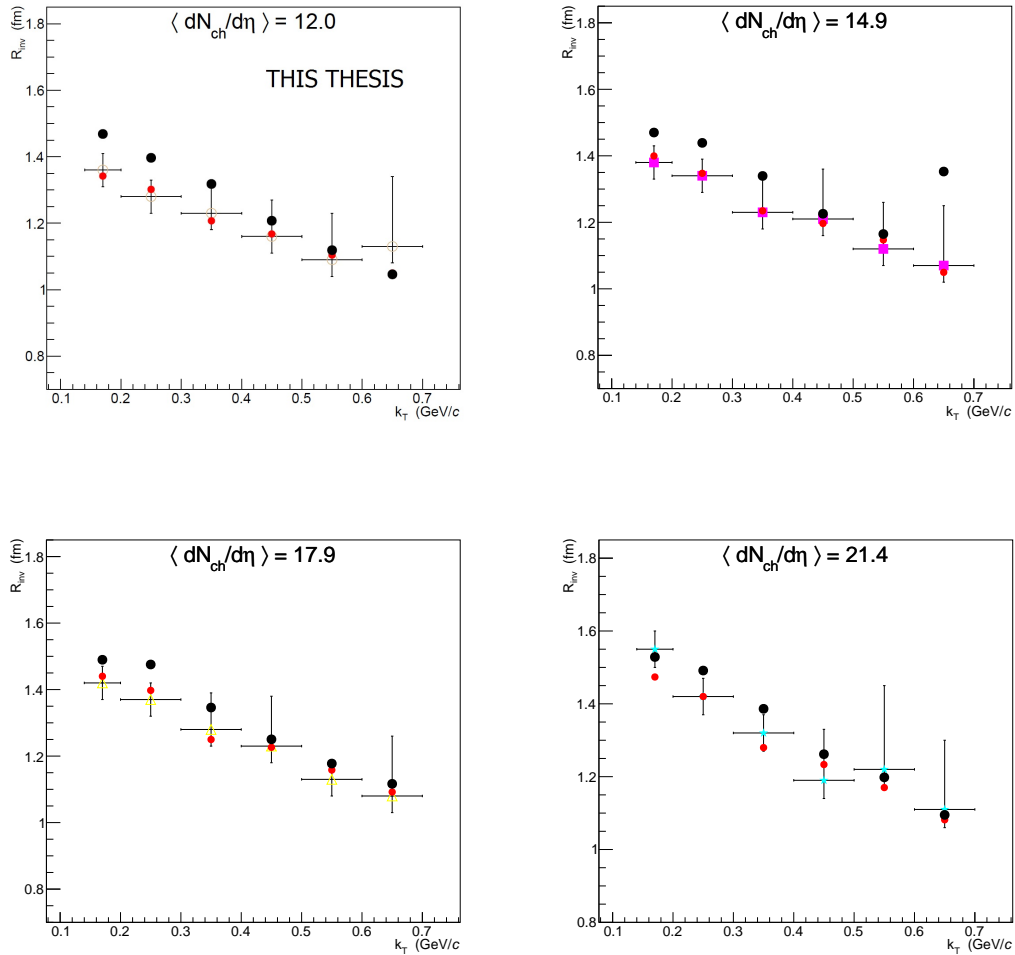 ⟨ dN_ch/dη ⟩ = 12.0
THIS THESIS
R_inv (fm)
1.8
1.6
1.4
1.2
1
0.8
0.1 0.2 0.3 0.4 0.5 0.6 0.7
k_T (GeV/c
⟨ dN_ch/dη ⟩ = 14.9
R_inv (fm)
1.8
1.6
1.4
1.2
1
0.8
0.1 0.2 0.3 0.4 0.5 0.6 0.7
k_T (GeV/c
⟨ dN_ch/dη ⟩ = 17.9
R_inv (fm)
1.8
1.6
1.4
1.2
1
0.8
0.1 0.2 0.3 0.4 0.5 0.6 0.7
k_T (GeV/c
⟨ dN_ch/dη ⟩ = 21.4
R_inv (fm)
1.8
1.6
1.4
1.2
1
0.8
0.1 0.2 0.3 0.4 0.5 0.6 0.7
k_T (GeV/c